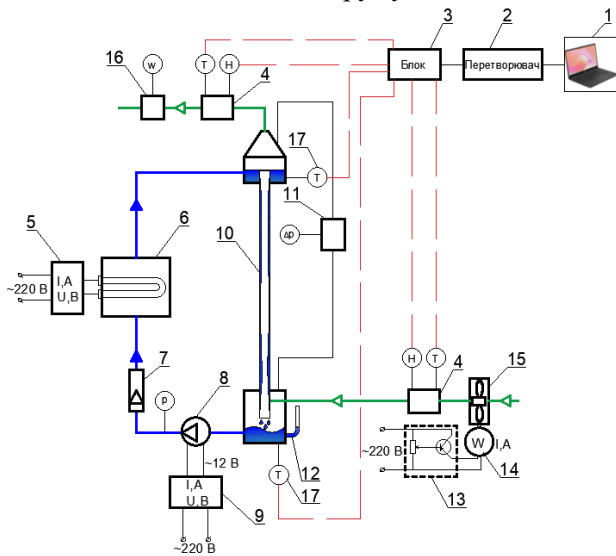 1
2
3
16
w
T
H
4
Блок
Перетворювач
17
T
11
Δp
5
6
10
I,A
U,B
~220 В
7
p
8
H
T
4
15
~12 В
12
~220 В
W
I,A
14
I,A
U,B
9
T
17
13
~220 В